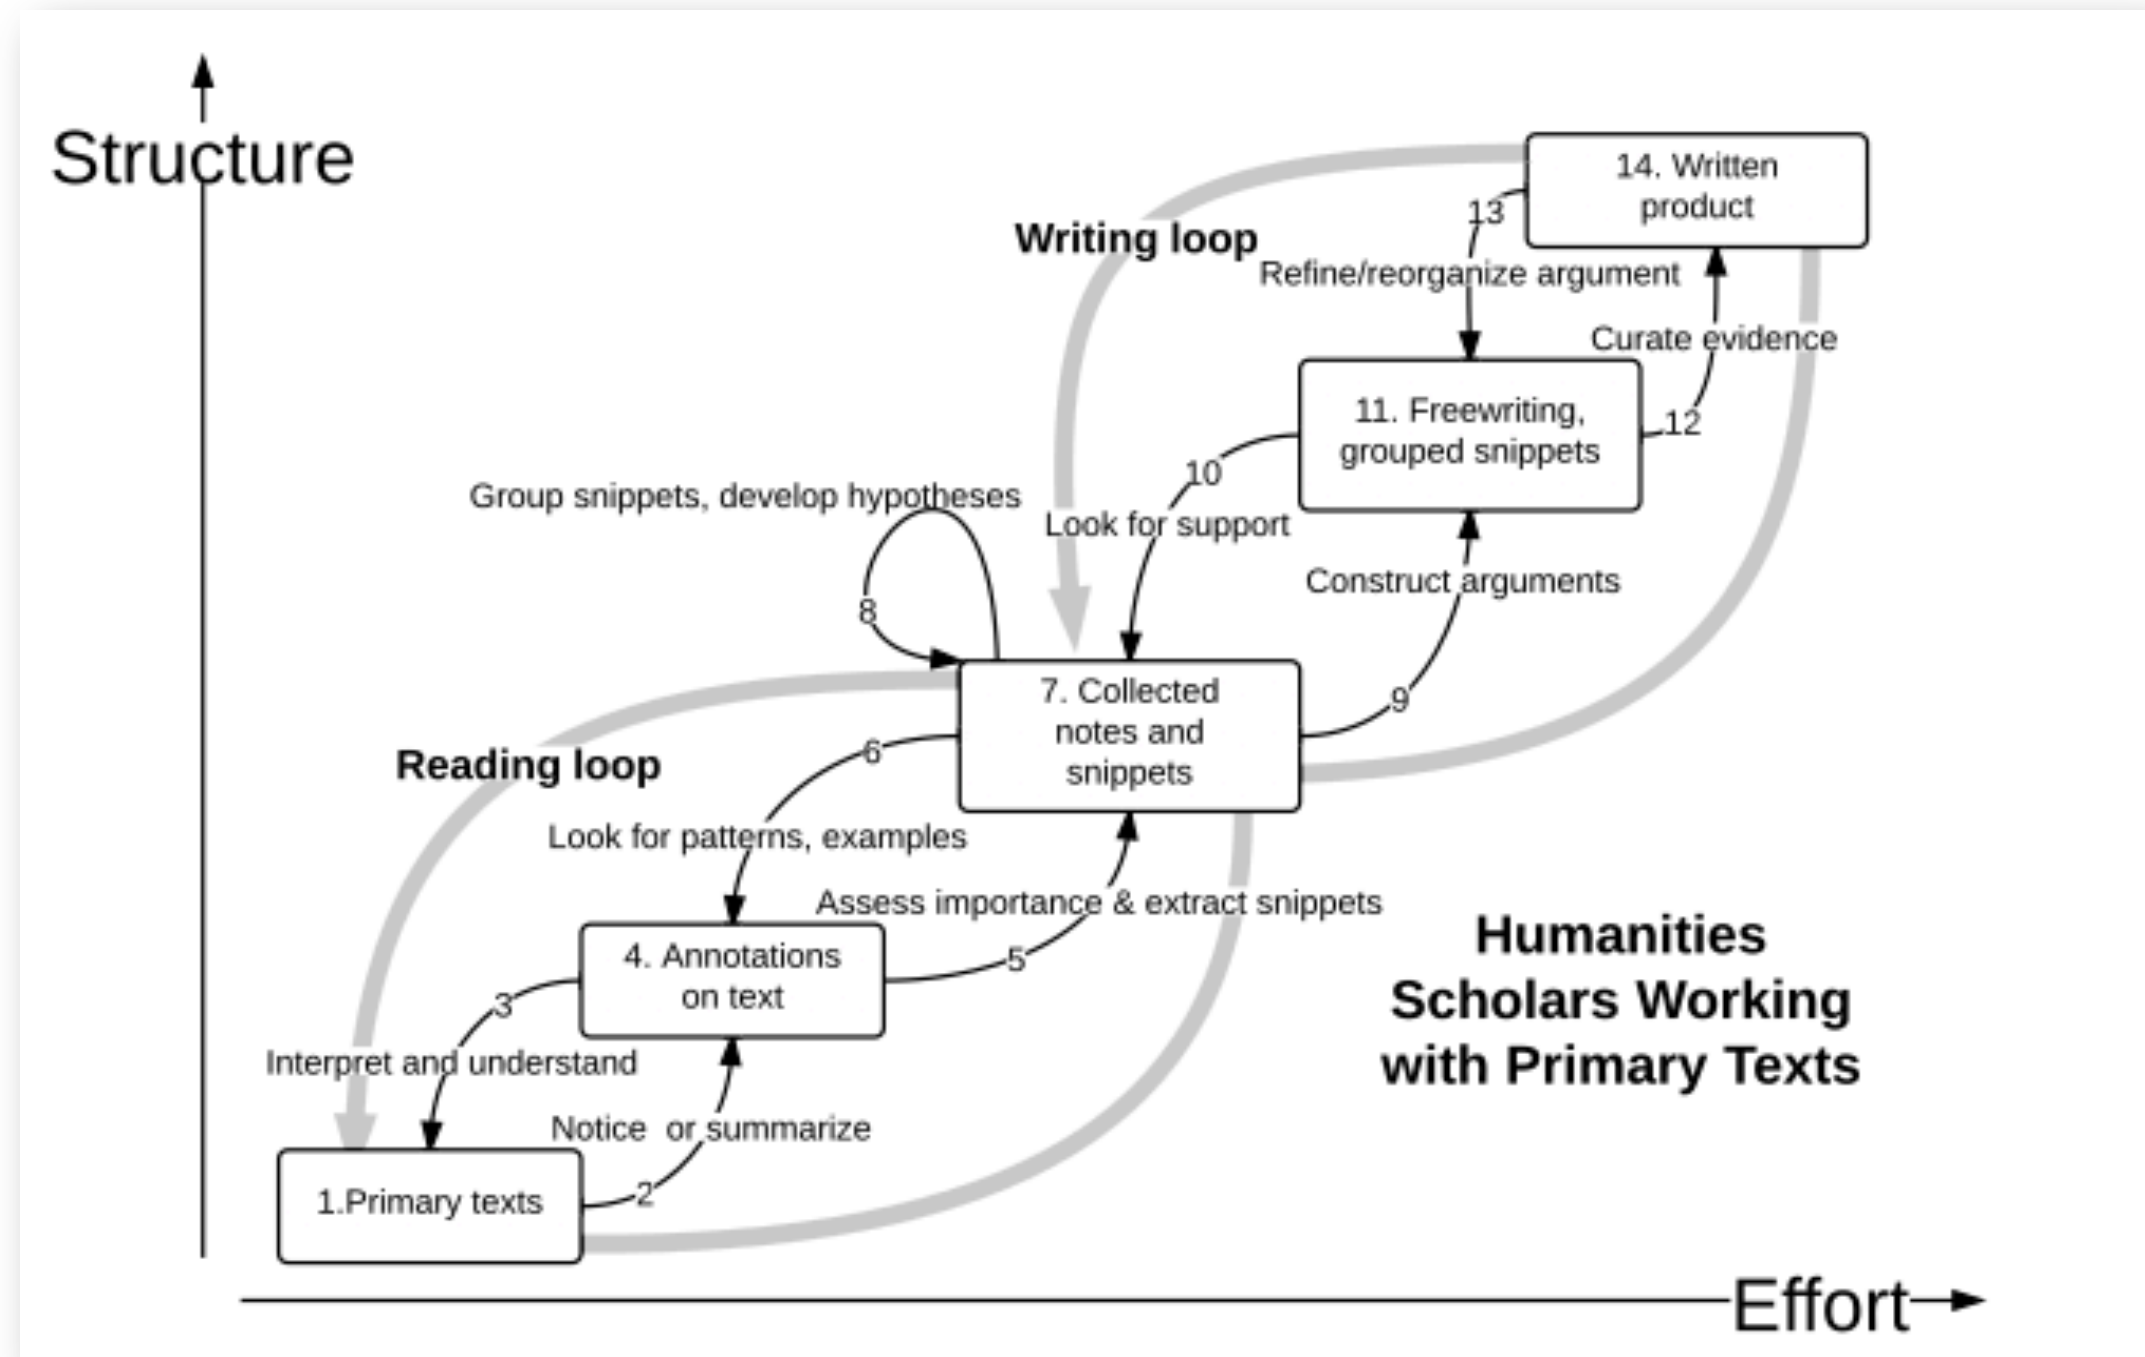 Structure
14. Written
product
13
Writing loop
Refine/reorganize argument
Curate evidence
11. Freewriting,
grouped snippets
12
10
Group snippets, develop hypotheses
Look for support
Construct arguments
8
7. Collected
notes and
snippets
9
6
Reading loop
Look for patterns, examples
Assess importance & extract snippets
4. Annotations
on text
5
3
Humanities
Scholars Working
with Primary Texts
Interpret and understand
Notice  or summarize
2
1.Primary texts
Effort